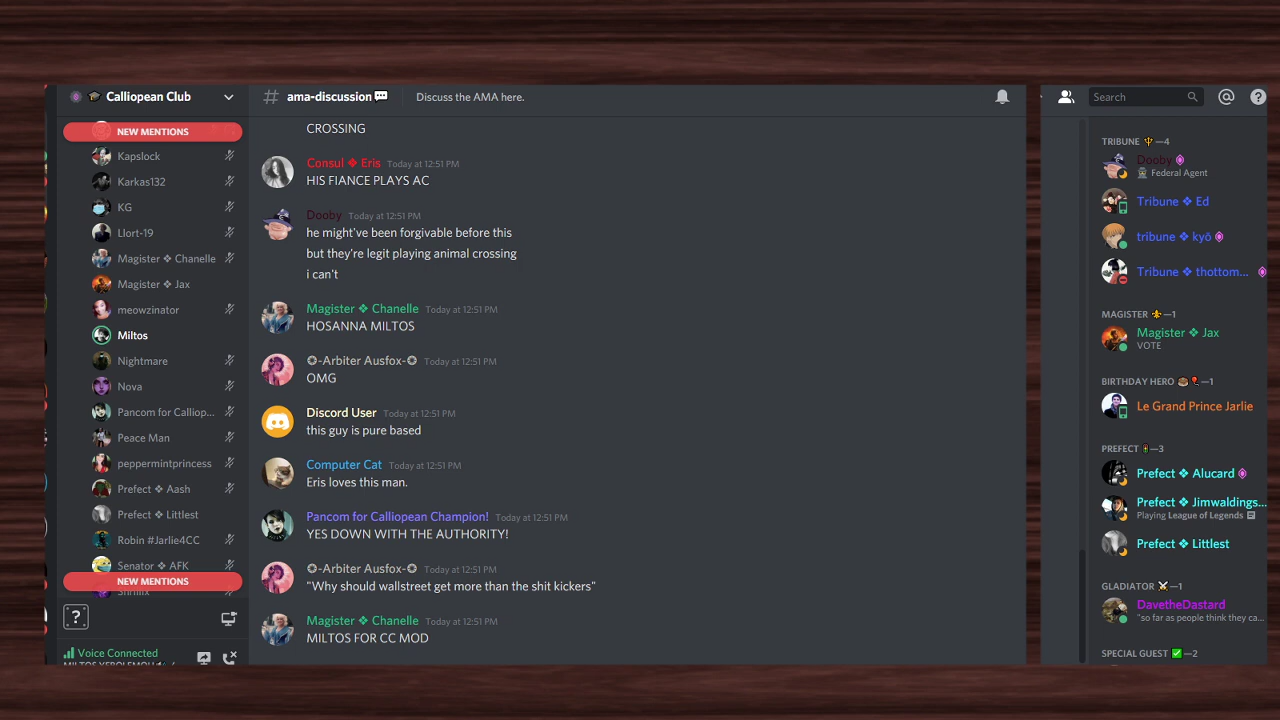 Calliopean Club
NEW MENTIONS
Kapslock
Karkas132
KG
Llort-19
Magister ❖ Chanelle
Magister ❖ Jax
meowzinator
Miltos
Nightmare
Nova
Pancom for Calliop...
Peace Man
peppermintprincess
Prefect ❖ Aash
Prefect ❖ Littlest
Robin #Jarlie4CC
Senator ❖ AFK
NEW MENTIONS
Voice Connected
# ama-discussion💬
Discuss the AMA here.
CROSSING
Consul ❖ Eris Today at 12:51 PM
HIS FIANCE PLAYS AC
Dooby Today at 12:51 PM
he might've been forgivable before this
but they're legit playing animal crossing
i can't
Magister ❖ Chanelle Today at 12:51 PM
HOSANNA MILTOS
✪-Arbiter Ausfox-✪ Today at 12:51 PM
OMG
Discord User Today at 12:51 PM
this guy is pure based
Computer Cat Today at 12:51 PM
Eris loves this man.
Pancom for Calliopean Champion! Today at 12:51 PM
YES DOWN WITH THE AUTHORITY!
✪-Arbiter Ausfox-✪ Today at 12:51 PM
"Why should wallstreet get more than the shit kickers"
Magister ❖ Chanelle Today at 12:51 PM
MILTOS FOR CC MOD
Search
TRIBUNE 🔱—4
Dooby
Federal Agent
Tribune ❖ Ed
tribune ❖ kyō
Tribune ❖ thottom...
MAGISTER ⚜—1
Magister ❖ Jax
VOTE
BIRTHDAY HERO 🎂🎈—1
Le Grand Prince Jarlie
PREFECT 🚦—3
Prefect ❖ Alucard
Prefect ❖ Jimwaldings...
Playing League of Legends
Prefect ❖ Littlest
GLADIATOR ⚔—1
DavetheDastard
"so far as people think they ca...
SPECIAL GUEST ✅—2